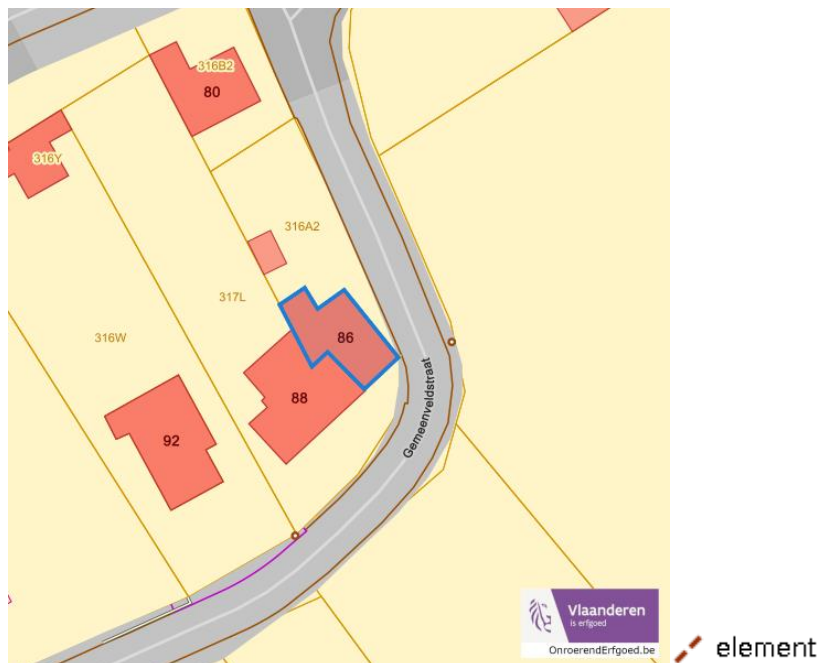 316B2
80
316Y
316A2
317L
86
316W
88
92
Gemeenveldstraat
Vlaanderen
is erfgoed
OnroerendErfgoed.be
element